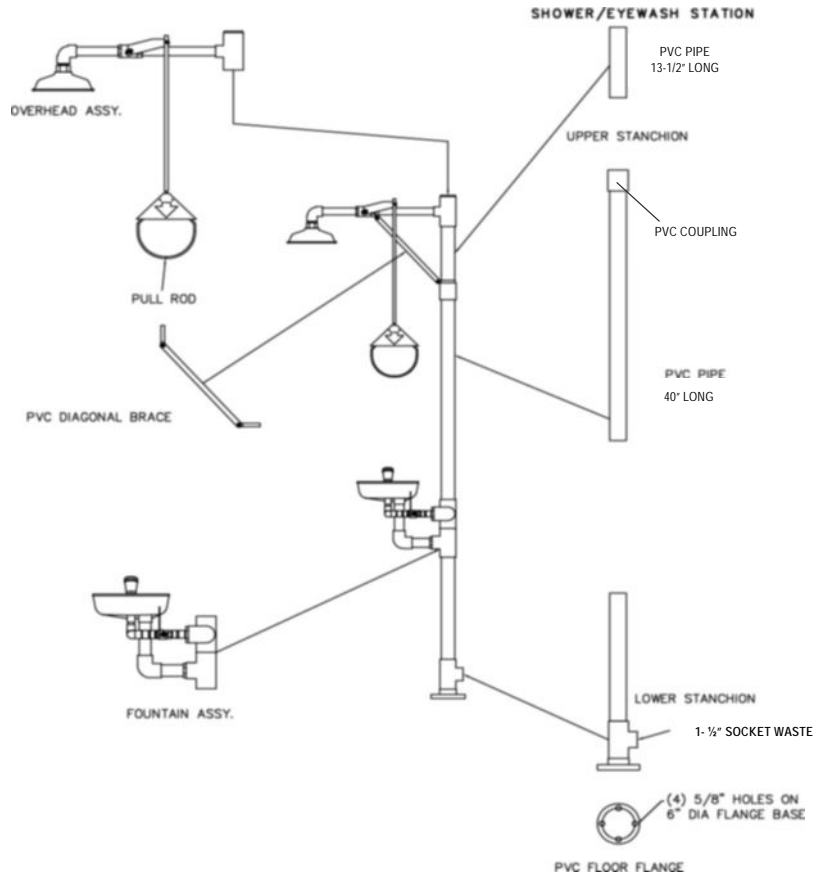 SHOWER/EYEWASH STATION
PVC PIPE
13-1/2" LONG
OVERHEAD ASSY.
UPPER STANCHION
PVC COUPLING
PULL ROD
PVC PIPE
40" LONG
PVC DIAGONAL BRACE
LOWER STANCHION
FOUNTAIN ASSY.
1- ½" SOCKET WASTE
(4) 5/8" HOLES ON
6" DIA FLANGE BASE
PVC FLOOR FLANGE